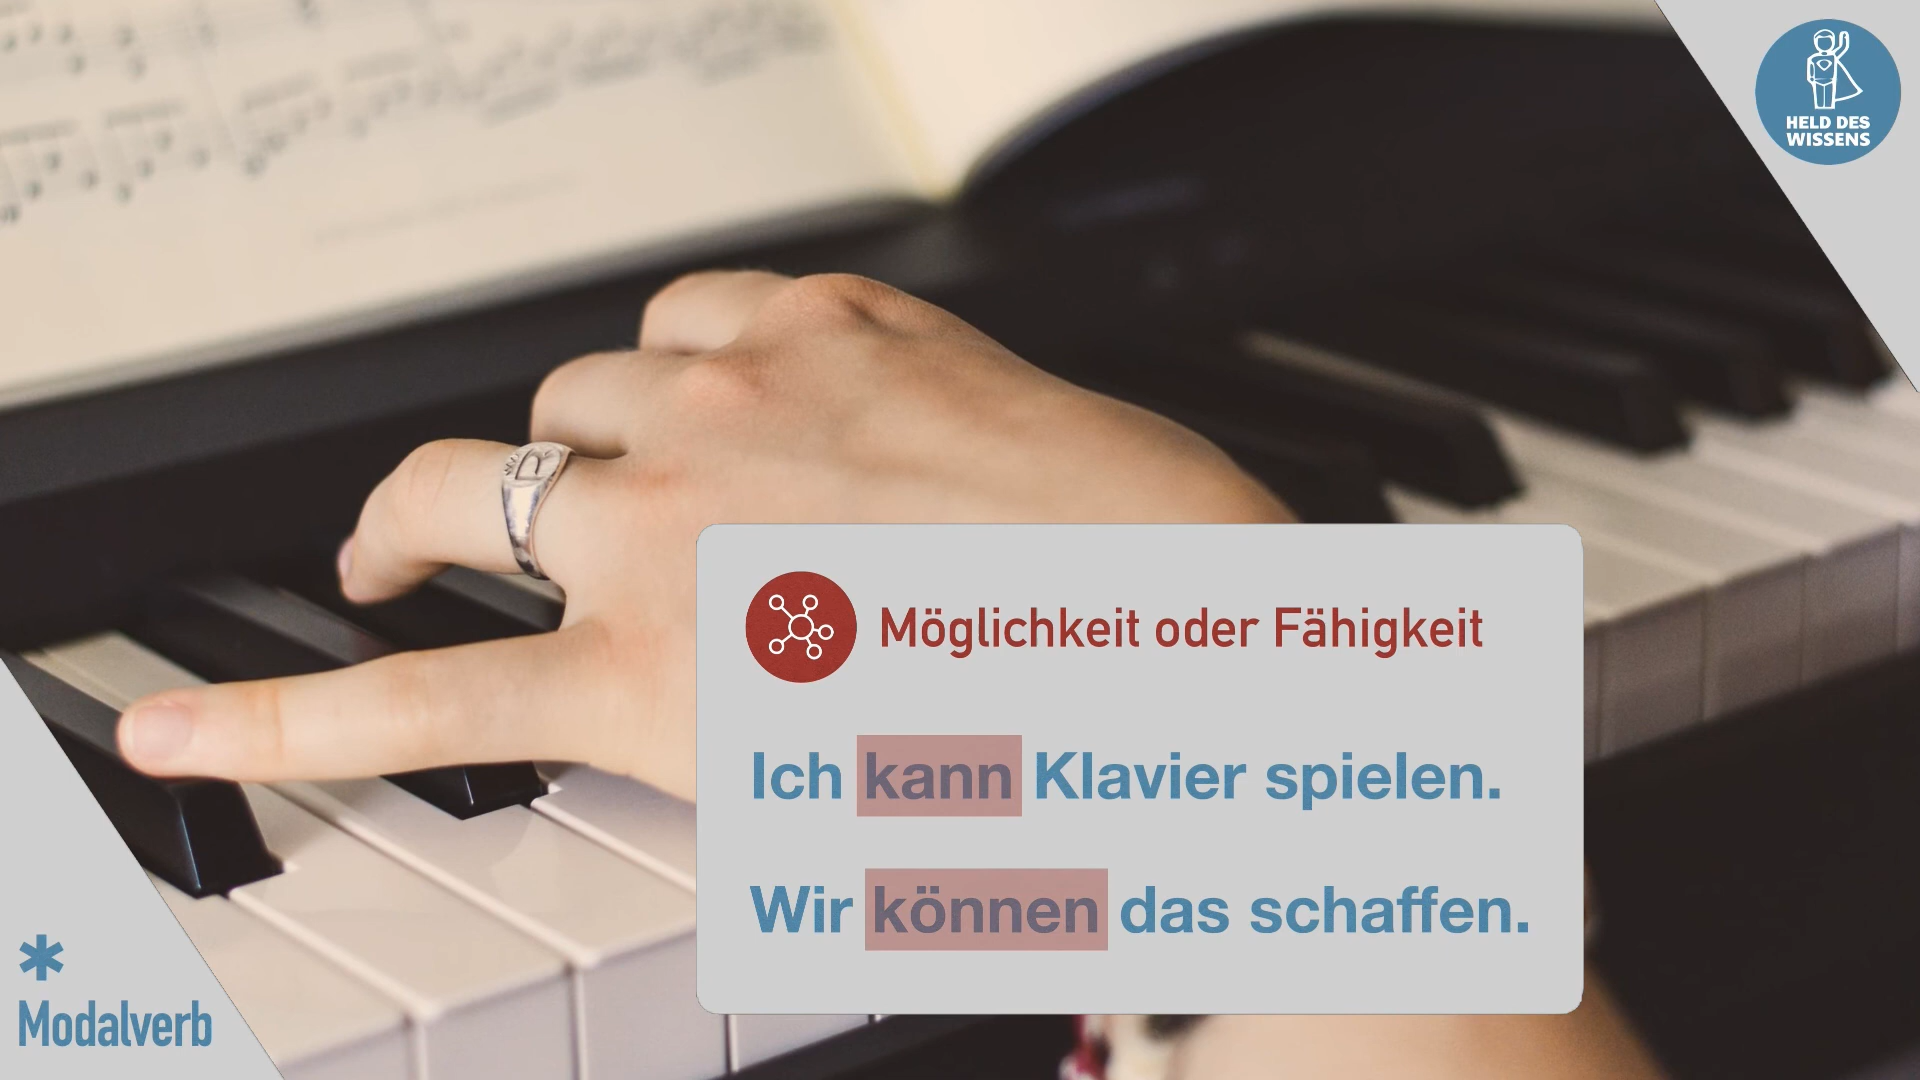 HELD DES
WISSENS
Möglichkeit oder Fähigkeit
Ich kann Klavier spielen.
Wir können das schaffen.
*
Modalverb
R